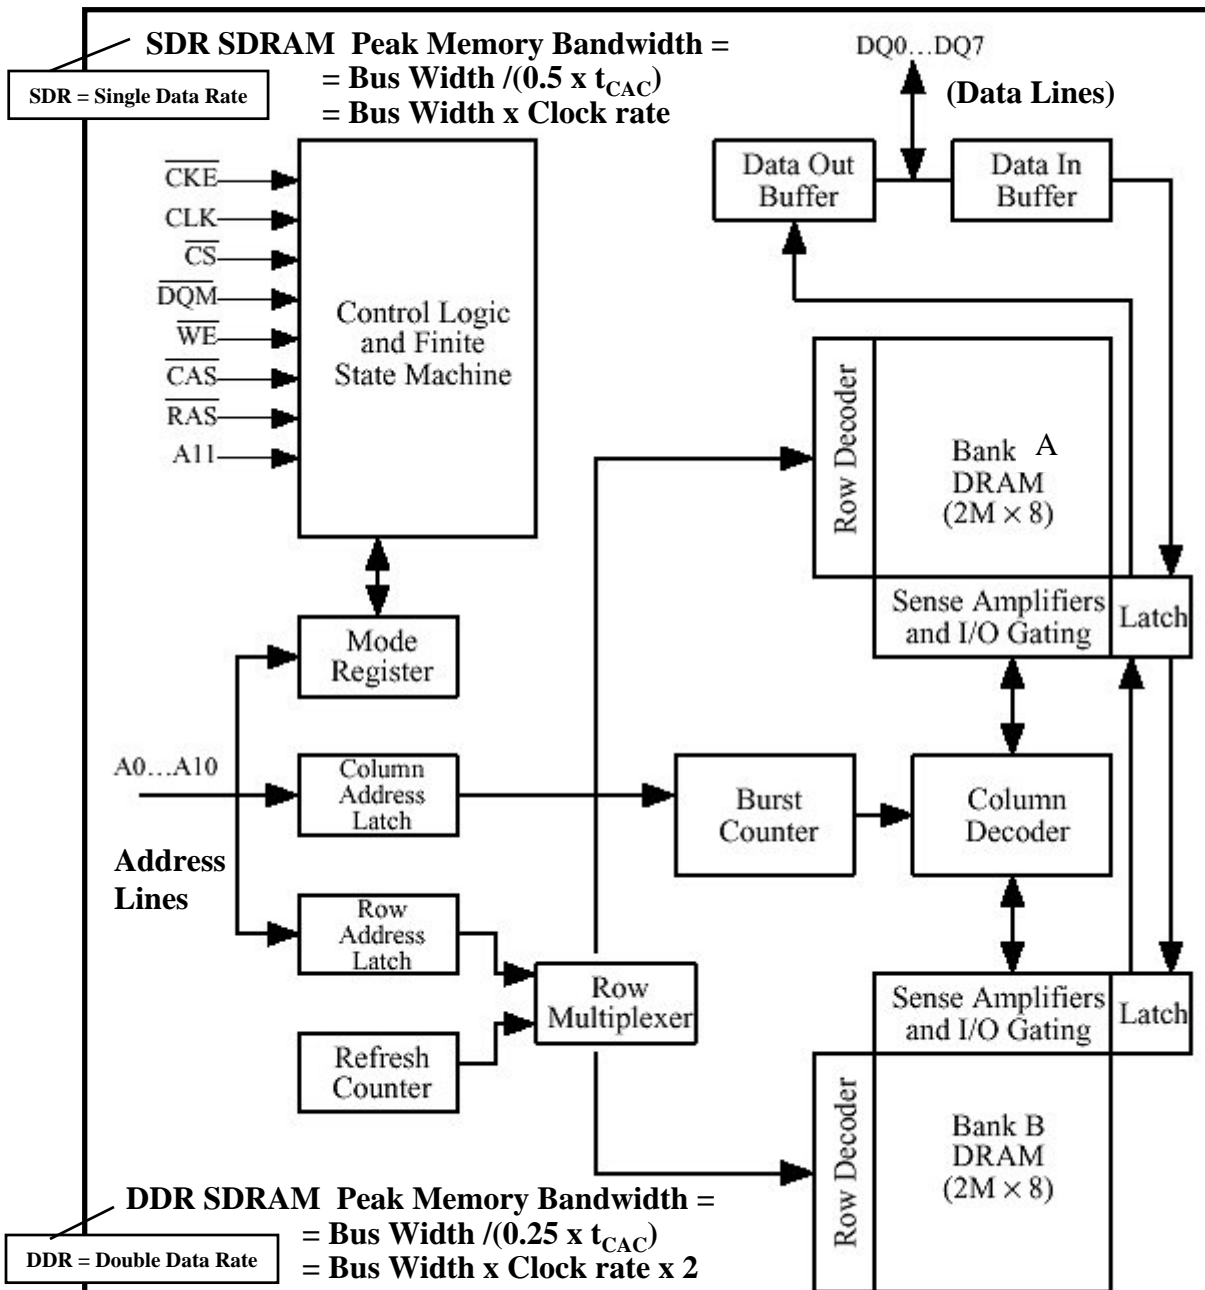 SDR SDRAM  Peak Memory Bandwidth =
= Bus Width /(0.5 x tCAC)
= Bus Width x Clock rate
SDR = Single Data Rate
DQ0...DQ7
(Data Lines)
Data Out
Buffer
Data In
Buffer
CKE
CLK
CS
DQM
WE
CAS
RAS
A11
Control Logic
and Finite
State Machine
Row Decoder
Bank A
DRAM
(2M × 8)
Sense Amplifiers
and I/O Gating
Latch
Mode
Register
A0...A10
Address
Lines
Column
Address
Latch
Burst
Counter
Column
Decoder
Row
Address
Latch
Row
Multiplexer
Refresh
Counter
Sense Amplifiers
and I/O Gating
Latch
Row Decoder
Bank B
DRAM
(2M × 8)
DDR SDRAM  Peak Memory Bandwidth =
= Bus Width /(0.25 x tCAC)
= Bus Width x Clock rate x 2
DDR = Double Data Rate